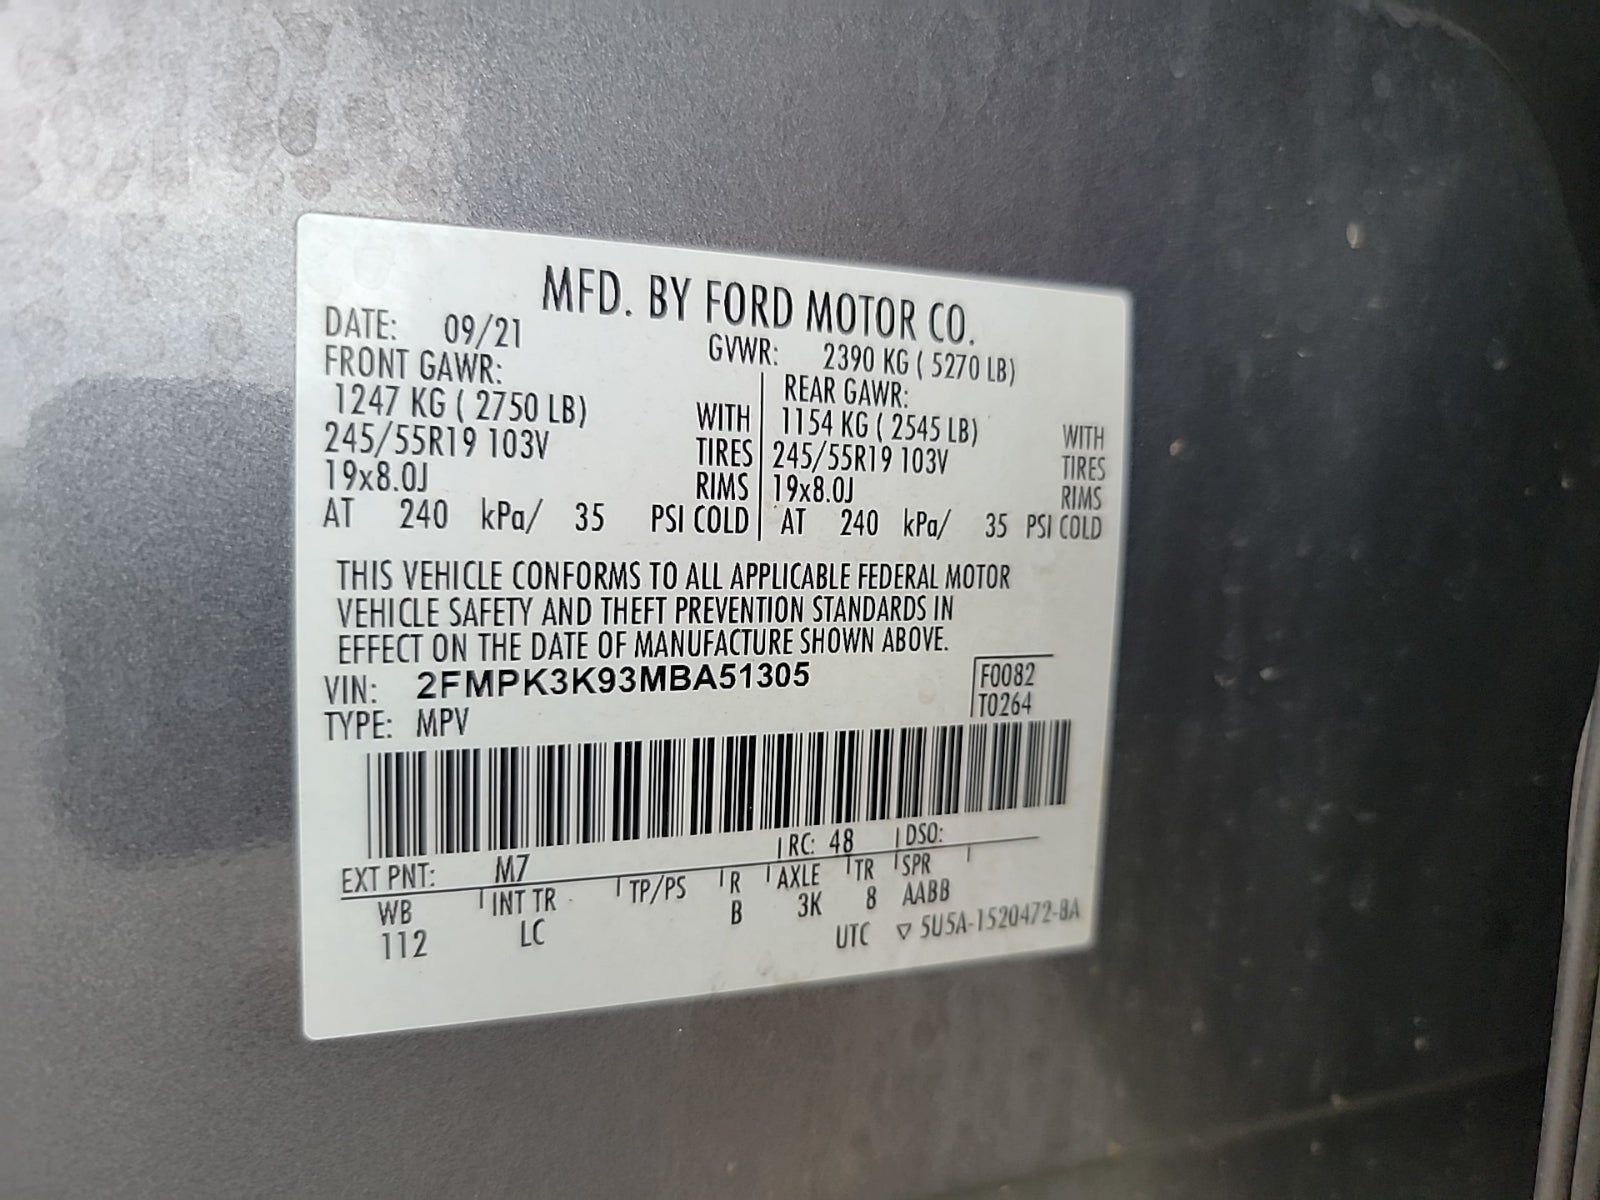 MFD. BY FORD MOTOR CO.
DATE: 09/21 GVWR: 2390 KG ( 5270 LB)
FRONT GAWR: REAR GAWR:
1247 KG ( 2750 LB) WITH 1154 KG ( 2545 LB) WITH
245/55R19 103V TIRES 245/55R19 103V TIRES
19x8.0J RIMS 19x8.0J RIMS
AT 240 kPa/ 35 PSI COLD AT 240 kPa/ 35 PSI COLD
THIS VEHICLE CONFORMS TO ALL APPLICABLE FEDERAL MOTOR
VEHICLE SAFETY AND THEFT PREVENTION STANDARDS IN
EFFECT ON THE DATE OF MANUFACTURE SHOWN ABOVE.
VIN: 2FMPK3K93MBA51305 F0082
TYPE: MPV T0264
EXT PNT: M7 RC: 48 DSO:
WB INT TR TP/PS R AXLE TR SPR
112 LC B 3K 8 AABB
UTC ▽ 5U5A-1520472-BA